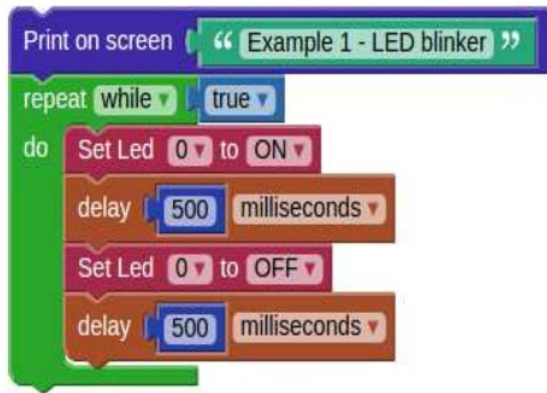 Print on screen “ Example 1 - LED blinker ”
repeat while true
do Set Led 0 to ON
delay 500 milliseconds
Set Led 0 to OFF
delay 500 milliseconds